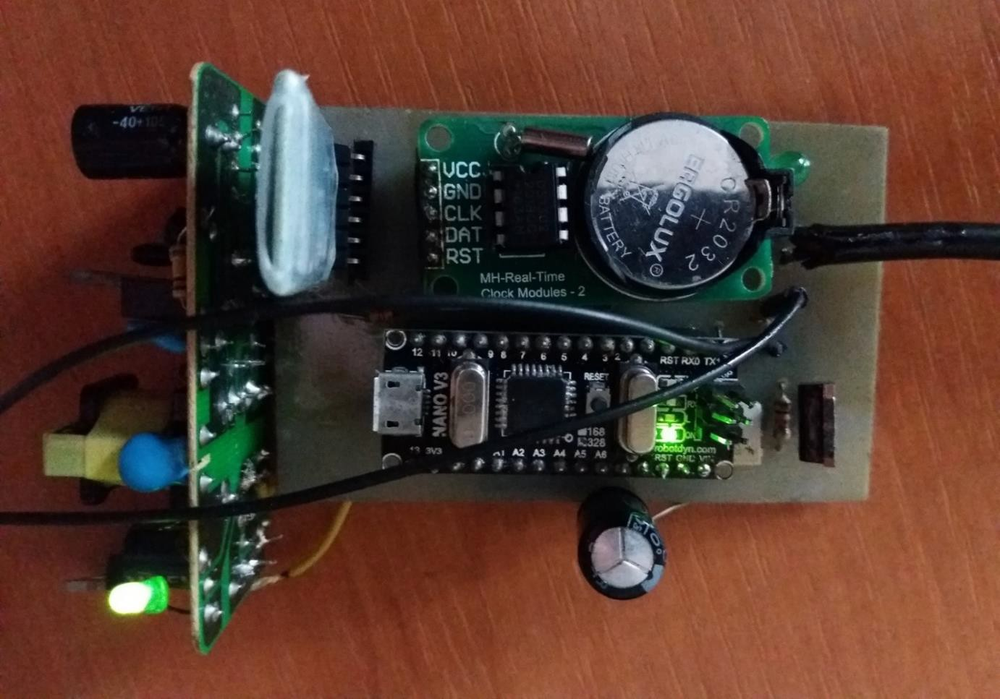 -40+105
VCC
GND
CLK
DAT
RST
MH-Real-Time
Clock Modules - 2
ERGOLUX®
+
CR2032
BATTERY
12 11 10 9 8 7 6 5 4 3 2 RST RX0 TX1
NANO V3
RESET
168
328
robotdyn.com
13 3V3 A1 A2 A3 A4 A5 A6 RST GND VIN